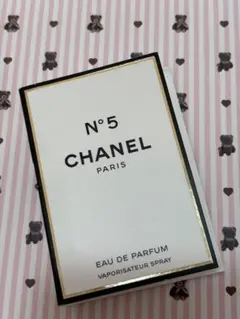 N°5
CHANEL
PARIS
EAU DE PARFUM
VAPORISATEUR SPRAY